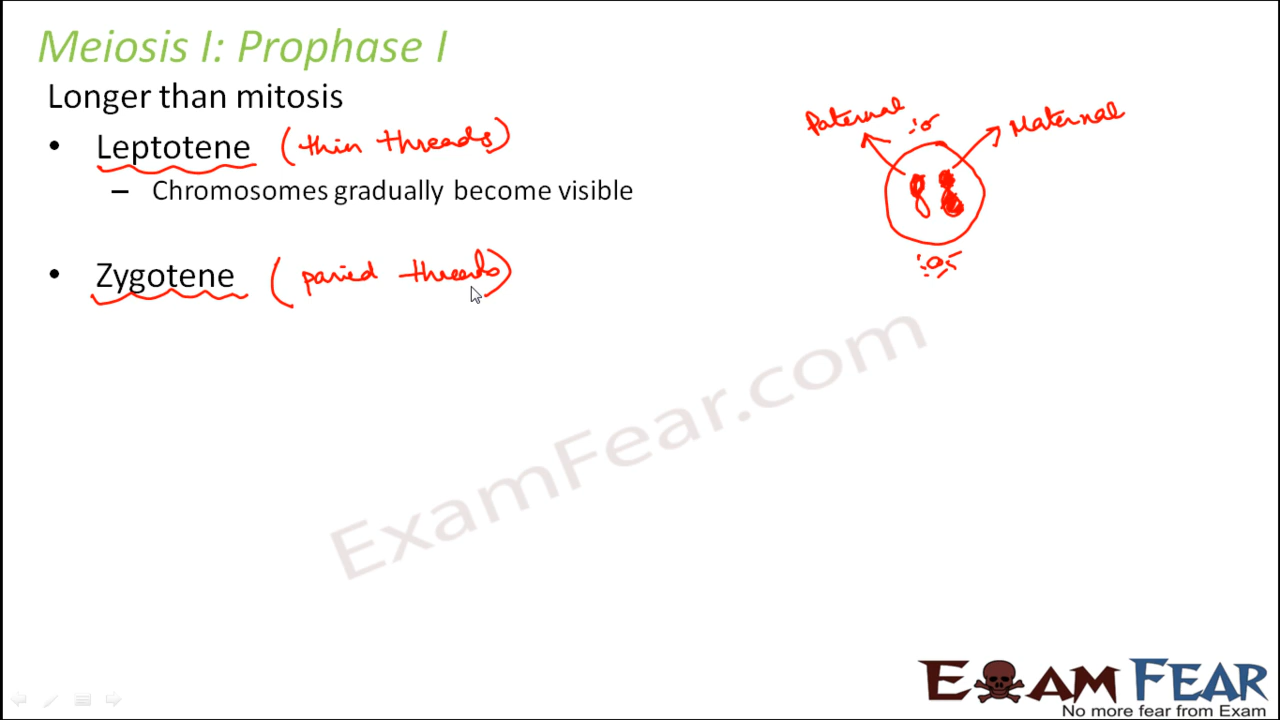 Meiosis I: Prophase I
Longer than mitosis
• Leptotene (thin threads)
– Chromosomes gradually become visible
• Zygotene (paried threads)
Paternal
Maternal
ExamFear.com
EXAM FEAR
No more fear from Exam